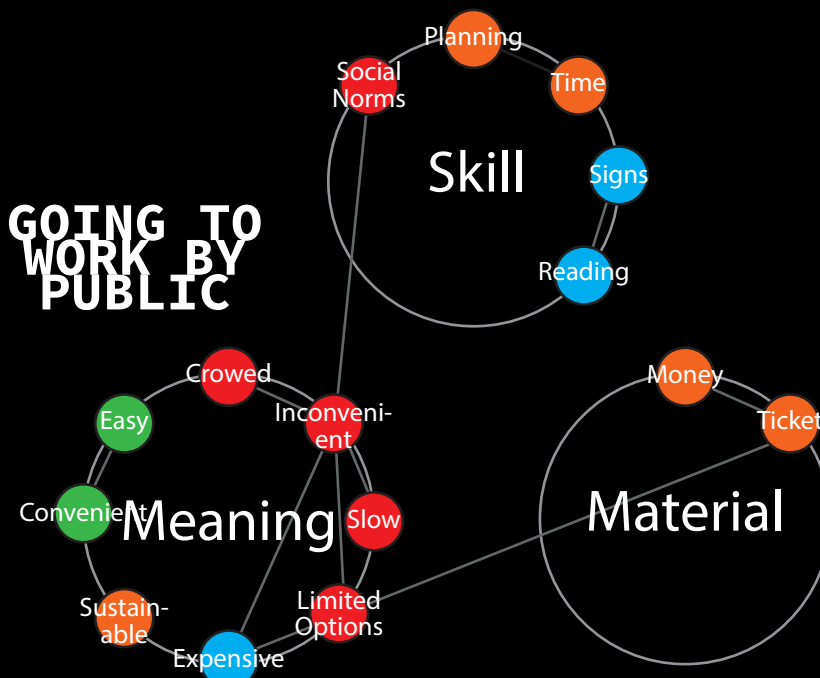 Planning
Social
Norms
Time
Skill
Signs
Reading
GOING TO
WORK BY
PUBLIC
Crowed
Easy
Inconveni-
ent
Convenient
Meaning
Slow
Sustain-
able
Limited
Options
Expensive
Money
Ticket
Material